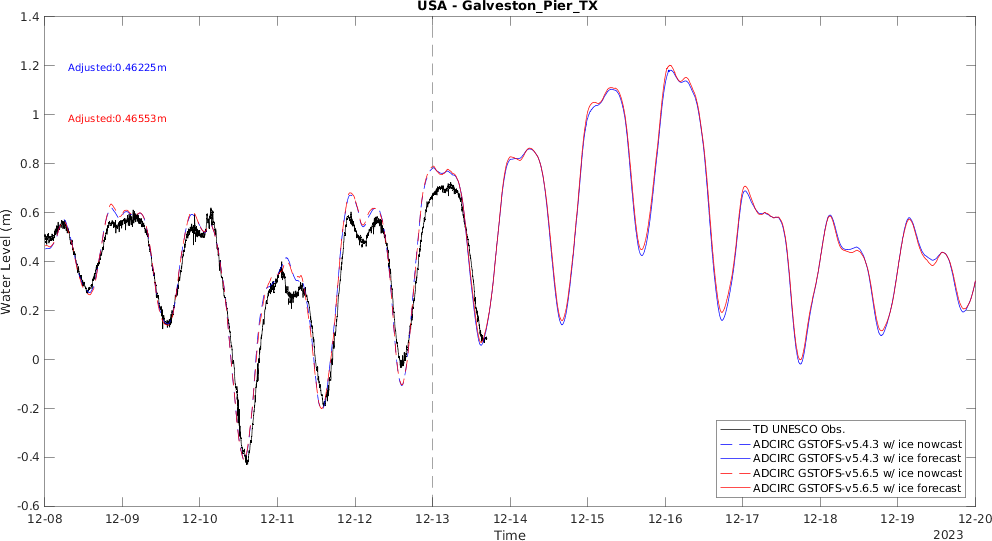 USA - Galveston_Pier_TX
1.4
1.2
1
0.8
0.6
0.4
0.2
0
-0.2
-0.4
-0.6
Water Level (m)
Adjusted:0.46225m
Adjusted:0.46553m
TD UNESCO Obs.
ADCIRC GSTOFS-v5.4.3 w/ ice nowcast
ADCIRC GSTOFS-v5.4.3 w/ ice forecast
ADCIRC GSTOFS-v5.6.5 w/ ice nowcast
ADCIRC GSTOFS-v5.6.5 w/ ice forecast
12-08 12-09 12-10 12-11 12-12 12-13 12-14 12-15 12-16 12-17 12-18 12-19 12-20
Time
2023